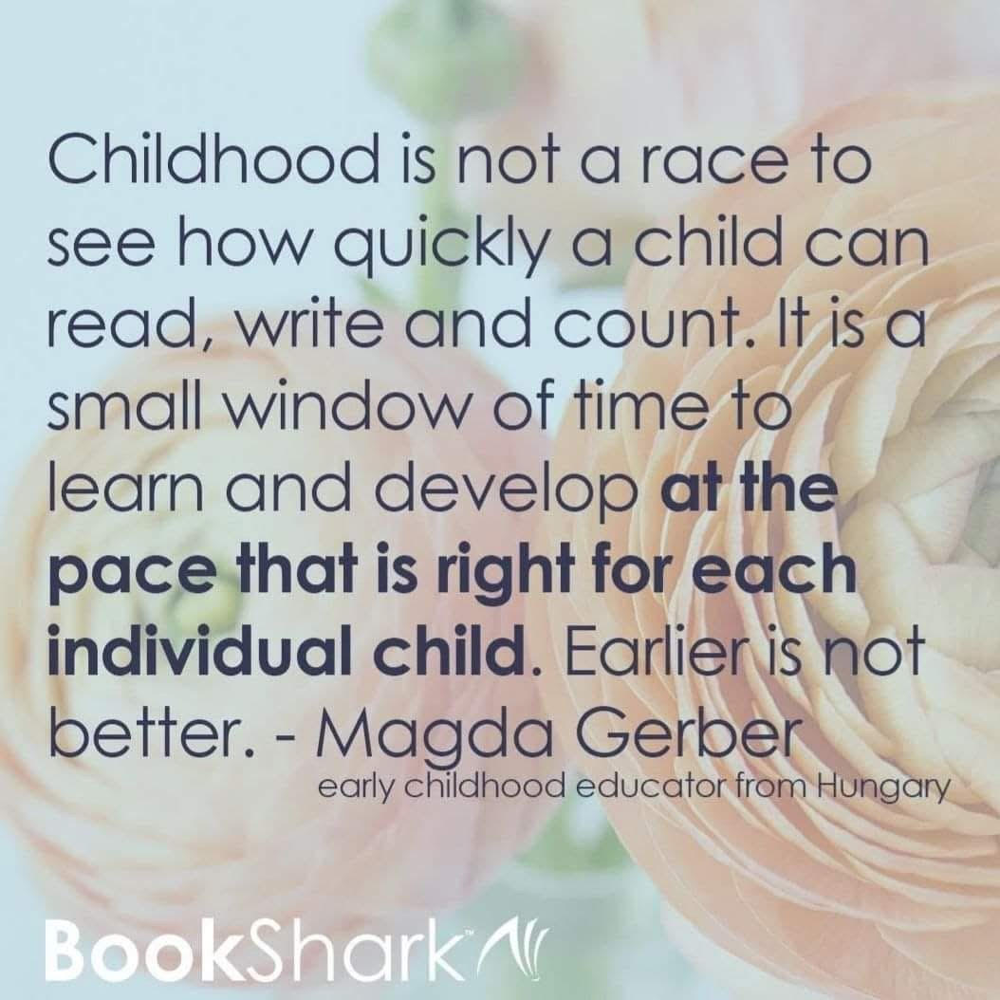 Childhood is not a race to
see how quickly a child can
read, write and count. It is a
small window of time to
learn and develop at the
pace that is right for each
individual child. Earlier is not
better. - Magda Gerber
early childhood educator from Hungary
BookShark™